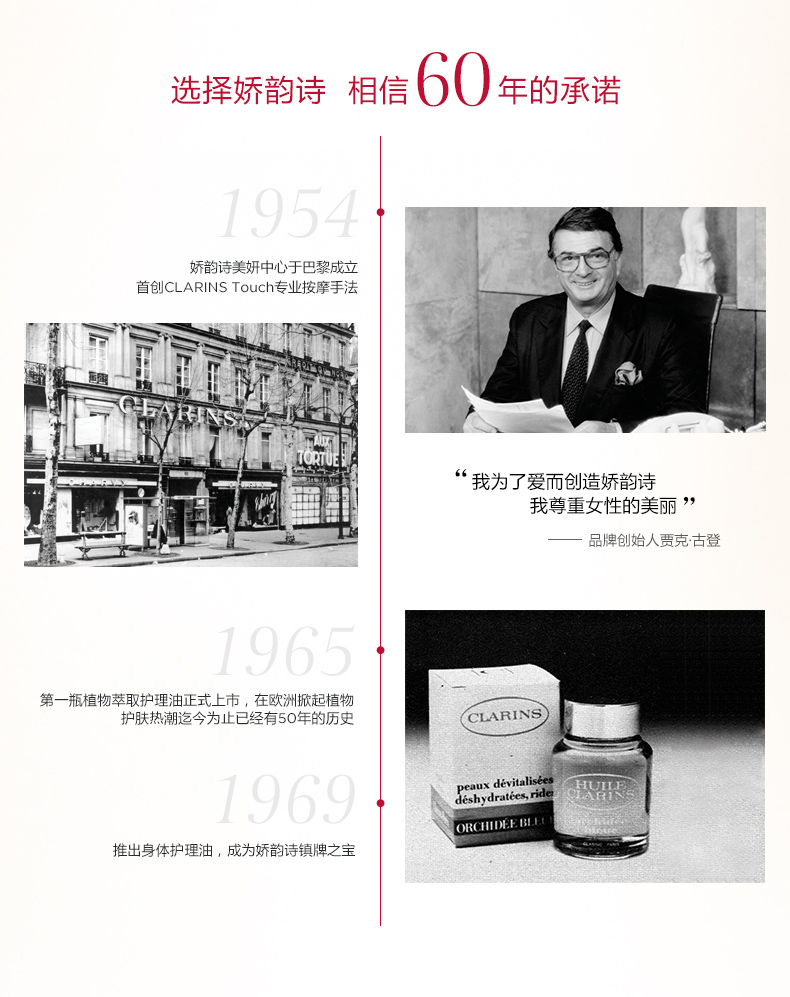 选择娇韵诗 相信60年的承诺
1954
娇韵诗美妍中心于巴黎成立
首创CLARINS Touch专业按摩手法
CLARINS
AUX
TORTUES
“我为了爱而创造娇韵诗
我尊重女性的美丽”
—— 品牌创始人贾克·古登
1965
第一瓶植物萃取护理油正式上市，在欧洲掀起植物
护肤热潮迄今为止已经有50年的历史
CLARINS
peaux dévitalisées
déshydratées, ridées
ORCHIDÉE BLEUE
HUILE
CLARINS
orchidée
bleue
CLARINS PARIS
1969
推出身体护理油，成为娇韵诗镇牌之宝